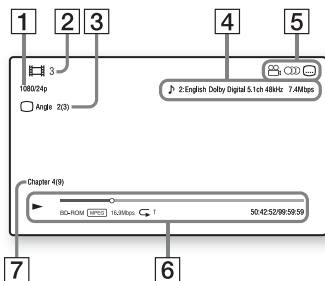 1 2 3 4 5
3
1080/24p
2:English Dolby Digital 5.1ch 48kHz 7.4Mbps
Angle 2(3)
Chapter 4(9)
BD-ROM MPEG 16.9Mbps 1 50:42:52/99:59:59
7 6